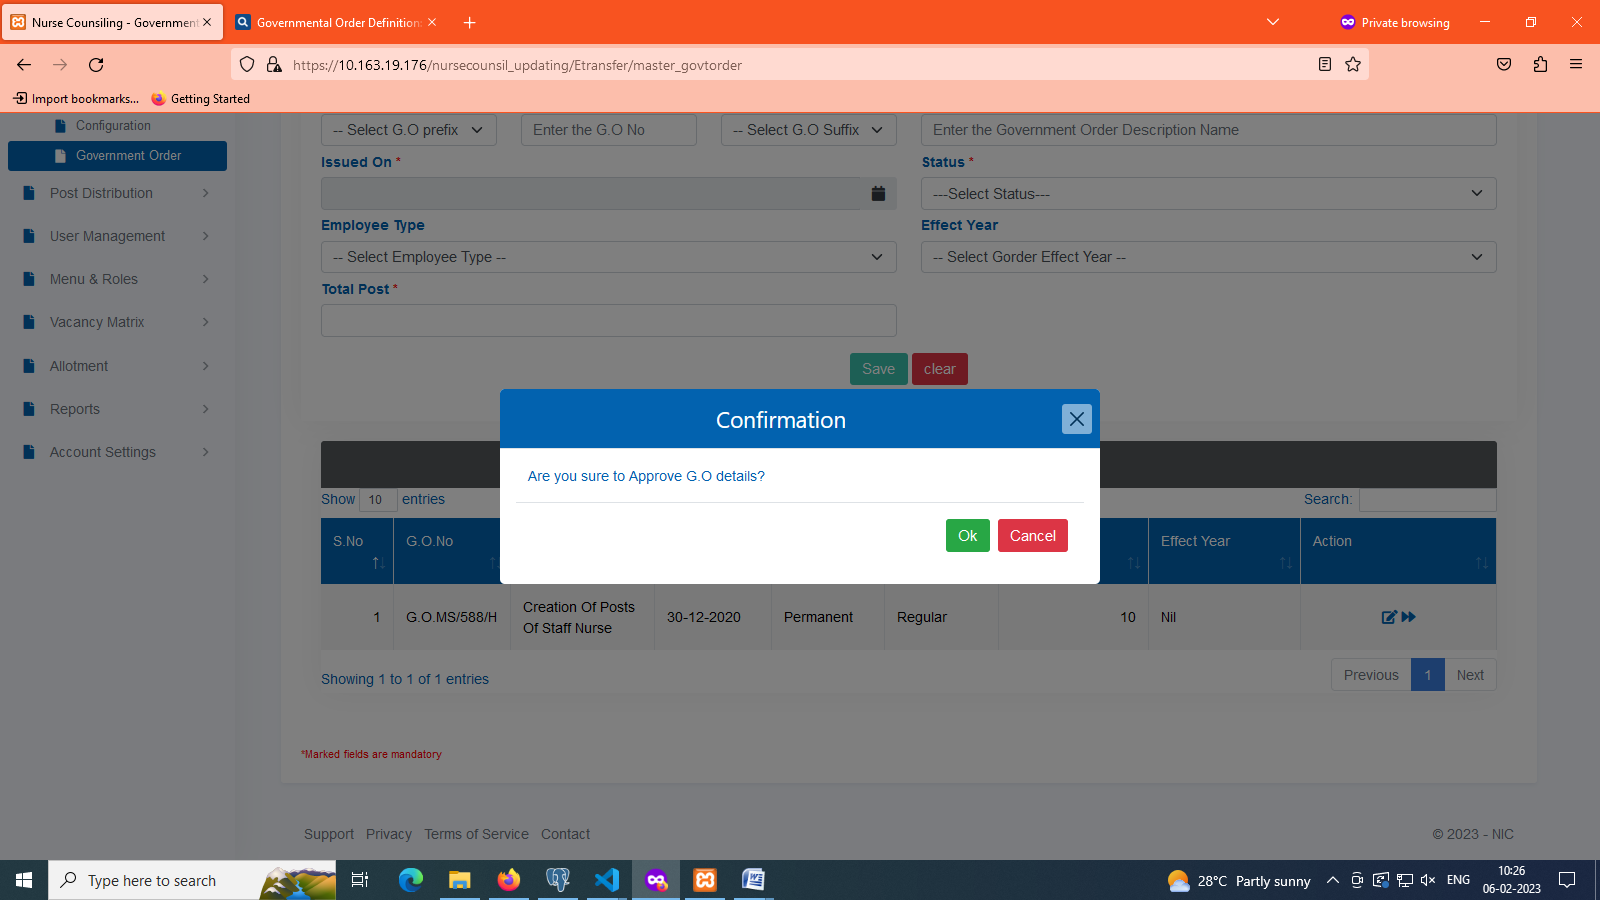 Nurse Counsiling - Government
Governmental Order Definition
Private browsing
https://10.163.19.176/nursecounsil_updating/Etransfer/master_govtorder
Import bookmarks...
Getting Started
Configuration
Government Order
Post Distribution
User Management
Menu & Roles
Vacancy Matrix
Allotment
Reports
Account Settings
-- Select G.O prefix
Enter the G.O No
-- Select G.O Suffix
Enter the Government Order Description Name
Issued On *
Status *
---Select Status---
Employee Type
Effect Year
-- Select Employee Type --
-- Select Gorder Effect Year --
Total Post *
Save
clear
Confirmation
Are you sure to Approve G.O details?
Ok
Cancel
Show 10 entries
Search:
S.No
G.O.No
Effect Year
Action
1
G.O.MS/588/H
Creation Of Posts
Of Staff Nurse
30-12-2020
Permanent
Regular
10
Nil
Showing 1 to 1 of 1 entries
Previous
1
Next
*Marked fields are mandatory
Support Privacy Terms of Service Contact
© 2023 - NIC
Type here to search
28°C Partly sunny
ENG
10:26
06-02-2023